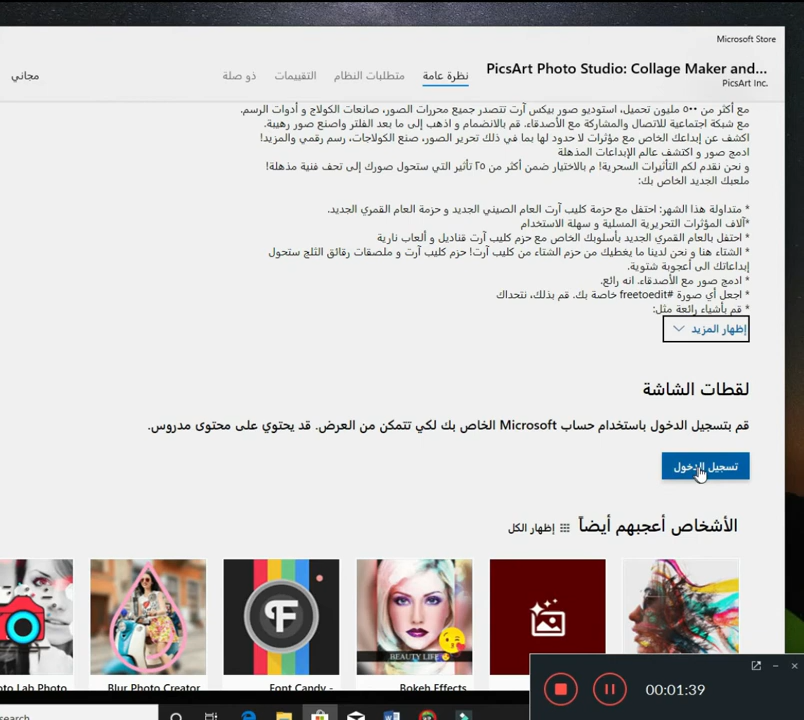 Microsoft Store
PicsArt Photo Studio: Collage Maker and...
PicsArt Inc.
نظرة عامة
متطلبات النظام
التقييمات
ذو صلة
مجاني
مع أكثر من ٥٠٠ مليون تحميل، استوديو صور بيكس آرت تتصدر جميع محررات الصور، صانعات الكولاج و أدوات الرسم.
مع شبكة اجتماعية للاتصال والمشاركة مع الأصدقاء. قم بالانضمام و اذهب إلى ما بعد الفلتر واصنع صور رهيبة.
اكشف عن إبداعك الخاص مع مؤثرات لا حدود لها بما في ذلك تحرير الصور، صنع الكولاجات، رسم رقمي والمزيد!
ادمج صور و اكتشف عالم الإبداعات المذهلة
و نحن نقدم لكم التأثيرات السحرية! م بالاختيار ضمن أكثر من ٢٥ تأثير التي ستحول صورك إلى تحف فنية مذهلة!
ملعبك الجديد الخاص بك:
* متداولة هذا الشهر: احتفل مع حزمة كليب آرت العام الصيني الجديد و حزمة العام القمري الجديد.
*آلاف المؤثرات التحريرية المسلية و سهلة الاستخدام
* احتفل بالعام القمري الجديد بأسلوبك الخاص مع حزم كليب آرت قناديل و ألعاب نارية
* الشتاء هنا و نحن لدينا ما يغطيك من حزم الشتاء من كليب آرت! حزم كليب آرت و ملصقات رقائق الثلج ستحول
إبداعاتك الى أعجوبة شتوية.
* ادمج صور مع الأصدقاء. انه رائع.
* اجعل أي صورة #freetoedit خاصة بك. قم بذلك، نتحداك
* قم بأشياء رائعة مثل:
إظهار المزيد
لقطات الشاشة
قم بتسجيل الدخول باستخدام حساب Microsoft الخاص بك لكي تتمكن من العرض. قد يحتوي على محتوى مدروس.
تسجيل الدخول
الأشخاص أعجبهم أيضاً
إظهار الكل
BEAUTY LIFE
oto Lab Photo
Blur Photo Creator
Font Candy -
Bokeh Effects
00:01:39
search